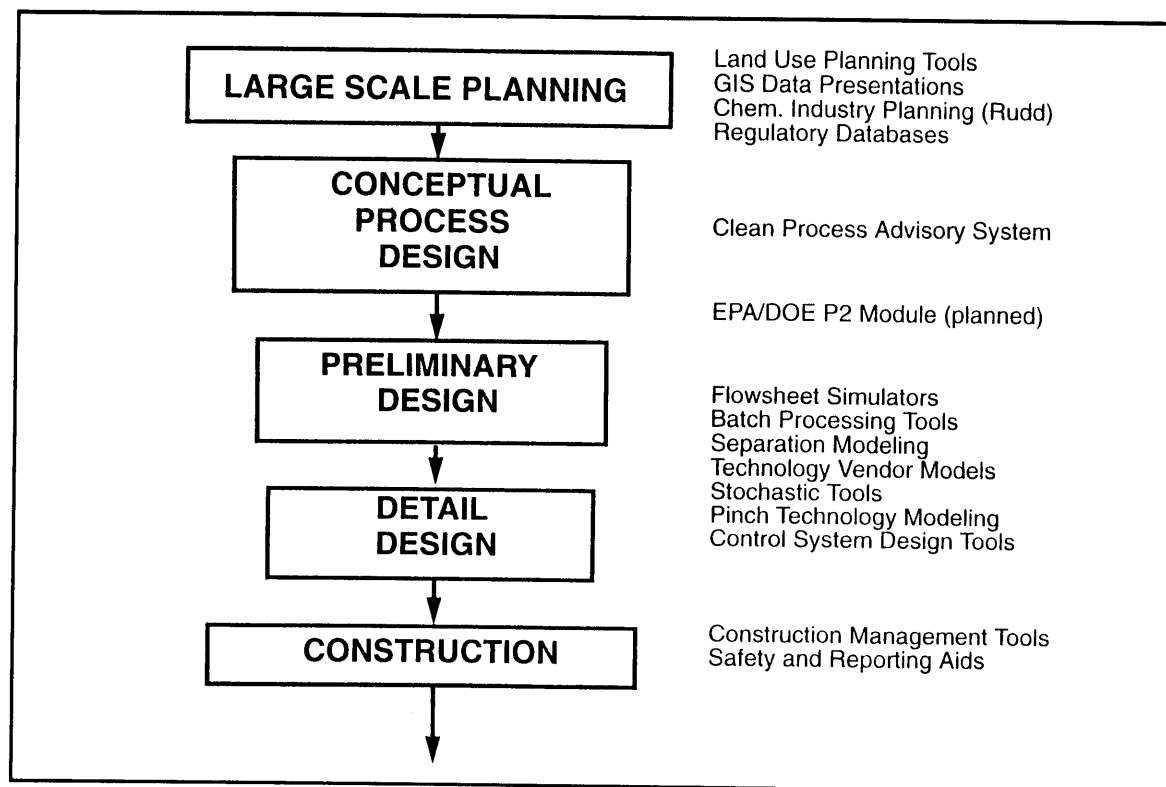 LARGE SCALE PLANNING
Land Use Planning Tools
GIS Data Presentations
Chem. Industry Planning (Rudd)
Regulatory Databases
CONCEPTUAL
PROCESS
DESIGN
Clean Process Advisory System
EPA/DOE P2 Module (planned)
PRELIMINARY
DESIGN
Flowsheet Simulators
Batch Processing Tools
Separation Modeling
Technology Vendor Models
Stochastic Tools
Pinch Technology Modeling
Control System Design Tools
DETAIL
DESIGN
CONSTRUCTION
Construction Management Tools
Safety and Reporting Aids